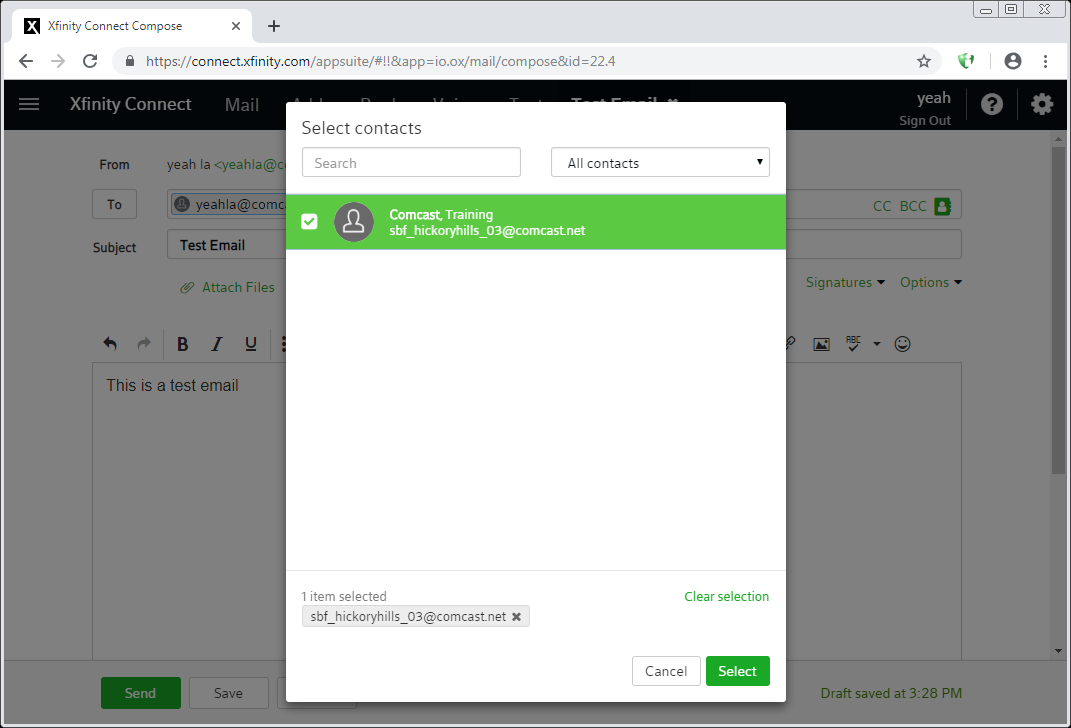 Xfinity Connect Compose
https://connect.xfinity.com/appsuite/#!!&app=io.ox/mail/compose&id=22.4
Xfinity Connect Mail Test Email yeah
Sign Out
Select contacts
Search All contacts
From yeah la <yeahla@c
To yeahla@comc CC BCC
Comcast, Training
sbf_hickoryhills_03@comcast.net
Subject Test Email
Attach Files Signatures Options
B I U ABC
This is a test email
1 item selected Clear selection
sbf_hickoryhills_03@comcast.net
Cancel Select
Send Save Draft saved at 3:28 PM